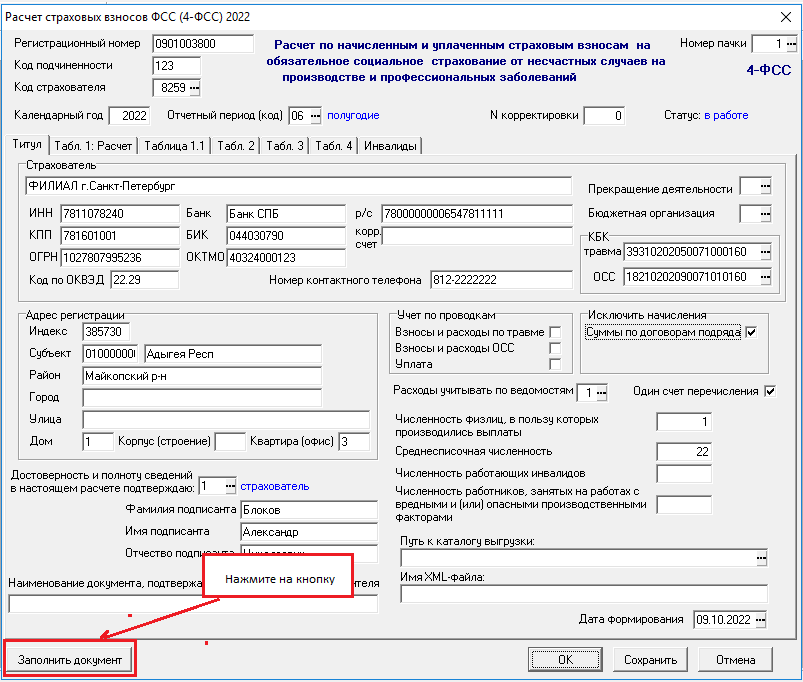 Расчет страховых взносов ФСС (4-ФСС) 2022
Регистрационный номер 0901003800
Код подчиненности 123
Код страхователя 8259 ...
Расчет по начисленным и уплаченным страховым взносам на
обязательное социальное страхование от несчастных случаев на
производстве и профессиональных заболеваний
Номер пачки 1 ...
4-ФСС
Календарный год 2022 Отчетный период (код) 06 ... полугодие N корректировки 0 Статус: в работе
Титул Табл. 1: Расчет Таблица 1.1 Табл. 2 Табл. 3 Табл. 4 Инвалиды
Страхователь
ФИЛИАЛ г.Санкт-Петербург
ИНН 7811078240 Банк Банк СПБ р/с 78000000006547811111
КПП 781601001 БИК 044030790 корр. счет
ОГРН 1027807995236 ОКТМО 40324000123
Код по ОКВЭД 22.29 Номер контактного телефона 812-2222222
Прекращение деятельности ...
Бюджетная организация ...
КБК
травма 39310202050071000160 ...
ОСС 18210202090071010160 ...
Адрес регистрации
Индекс 385730
Субъект 01000000 Адыгея Респ
Район Майкопский р-н
Город
Улица
Дом 1 Корпус (строение) Квартира (офис) 3
Учет по проводкам
Взносы и расходы по травме
Взносы и расходы ОСС
Уплата
Исключить начисления
Суммы по договорам подряда
Расходы учитывать по ведомостям 1 ... Один счет перечисления
Численность физлиц, в пользу которых
производились выплаты 1
Среднесписочная численность 22
Численность работающих инвалидов
Численность работников, занятых на работах с
вредными и (или) опасными производственными
факторами
Достоверность и полноту сведений
в настоящем расчете подтверждаю: 1 ... страхователь
Фамилия подписанта Блоков
Имя подписанта Александр
Отчество подписанта
Наименование документа,
Нажмите на кнопку
Путь к каталогу выгрузки:
...
Имя XML-Файла:
Дата формирования 09.10.2022 ...
Заполнить документ OK Сохранить Отмена